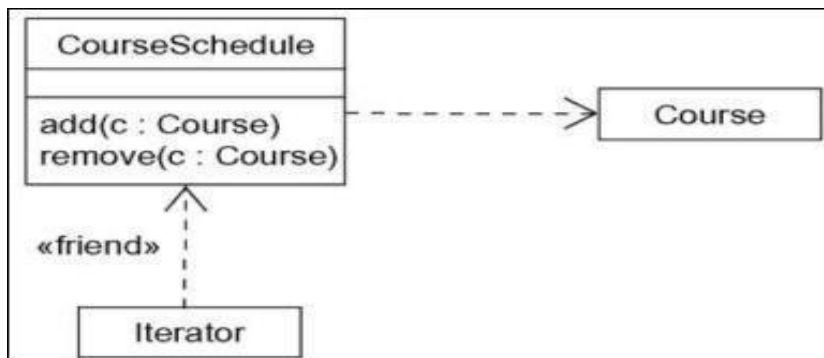 CourseSchedule
add(c : Course)
remove(c : Course)
Course
«friend»
Iterator